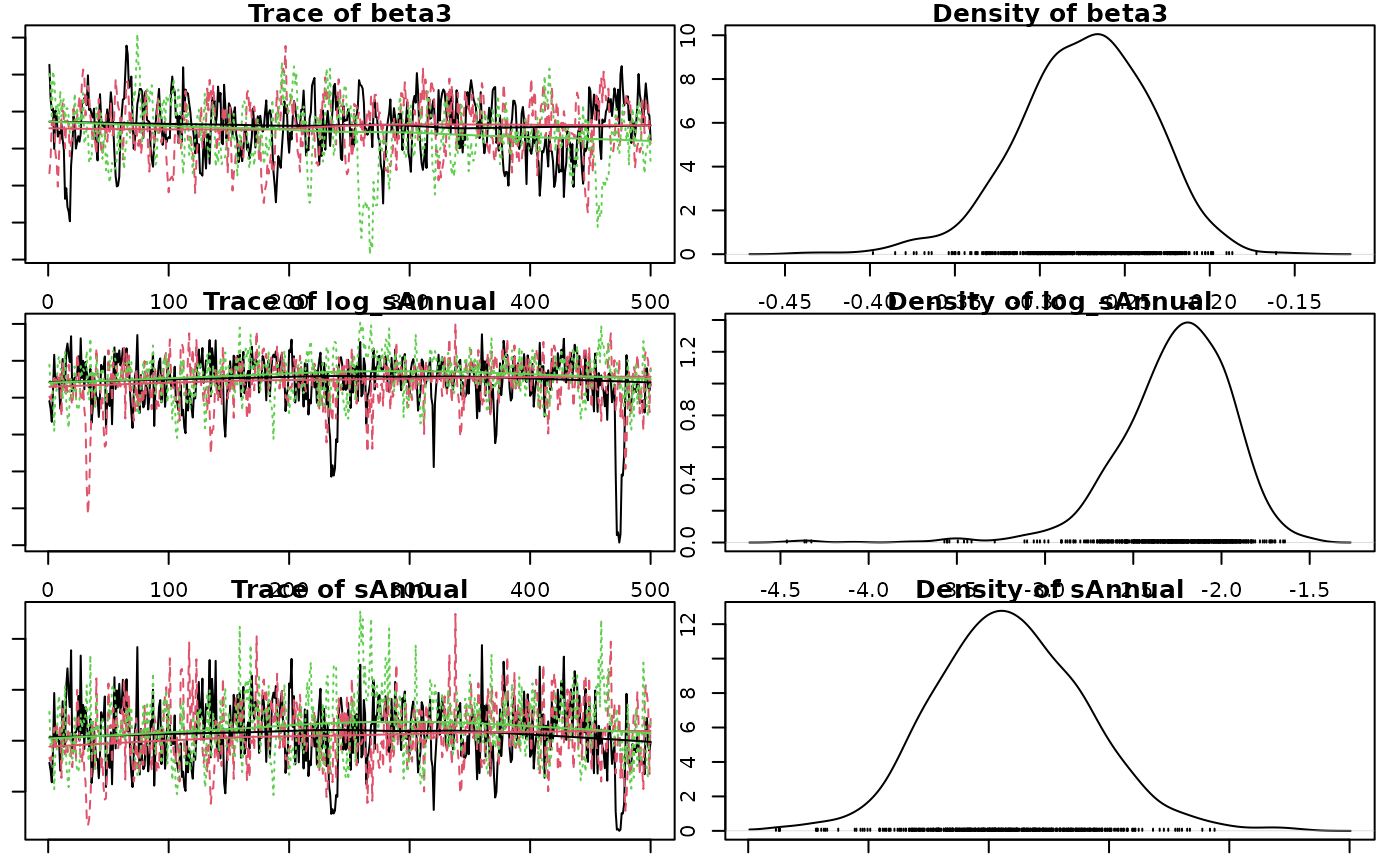 Trace of beta3
Density of beta3
0 2 4 6 8 10
0 100 200 300 400 500
-0.45 -0.40 -0.35 -0.30 -0.25 -0.20 -0.15
Trace of log_sAnnual
Density of log_sAnnual
0.0 0.4 0.8 1.2
0 100 200 300 400 500
-4.5 -4.0 -3.5 -3.0 -2.5 -2.0 -1.5
Trace of sAnnual
Density of sAnnual
0 2 4 6 8 12